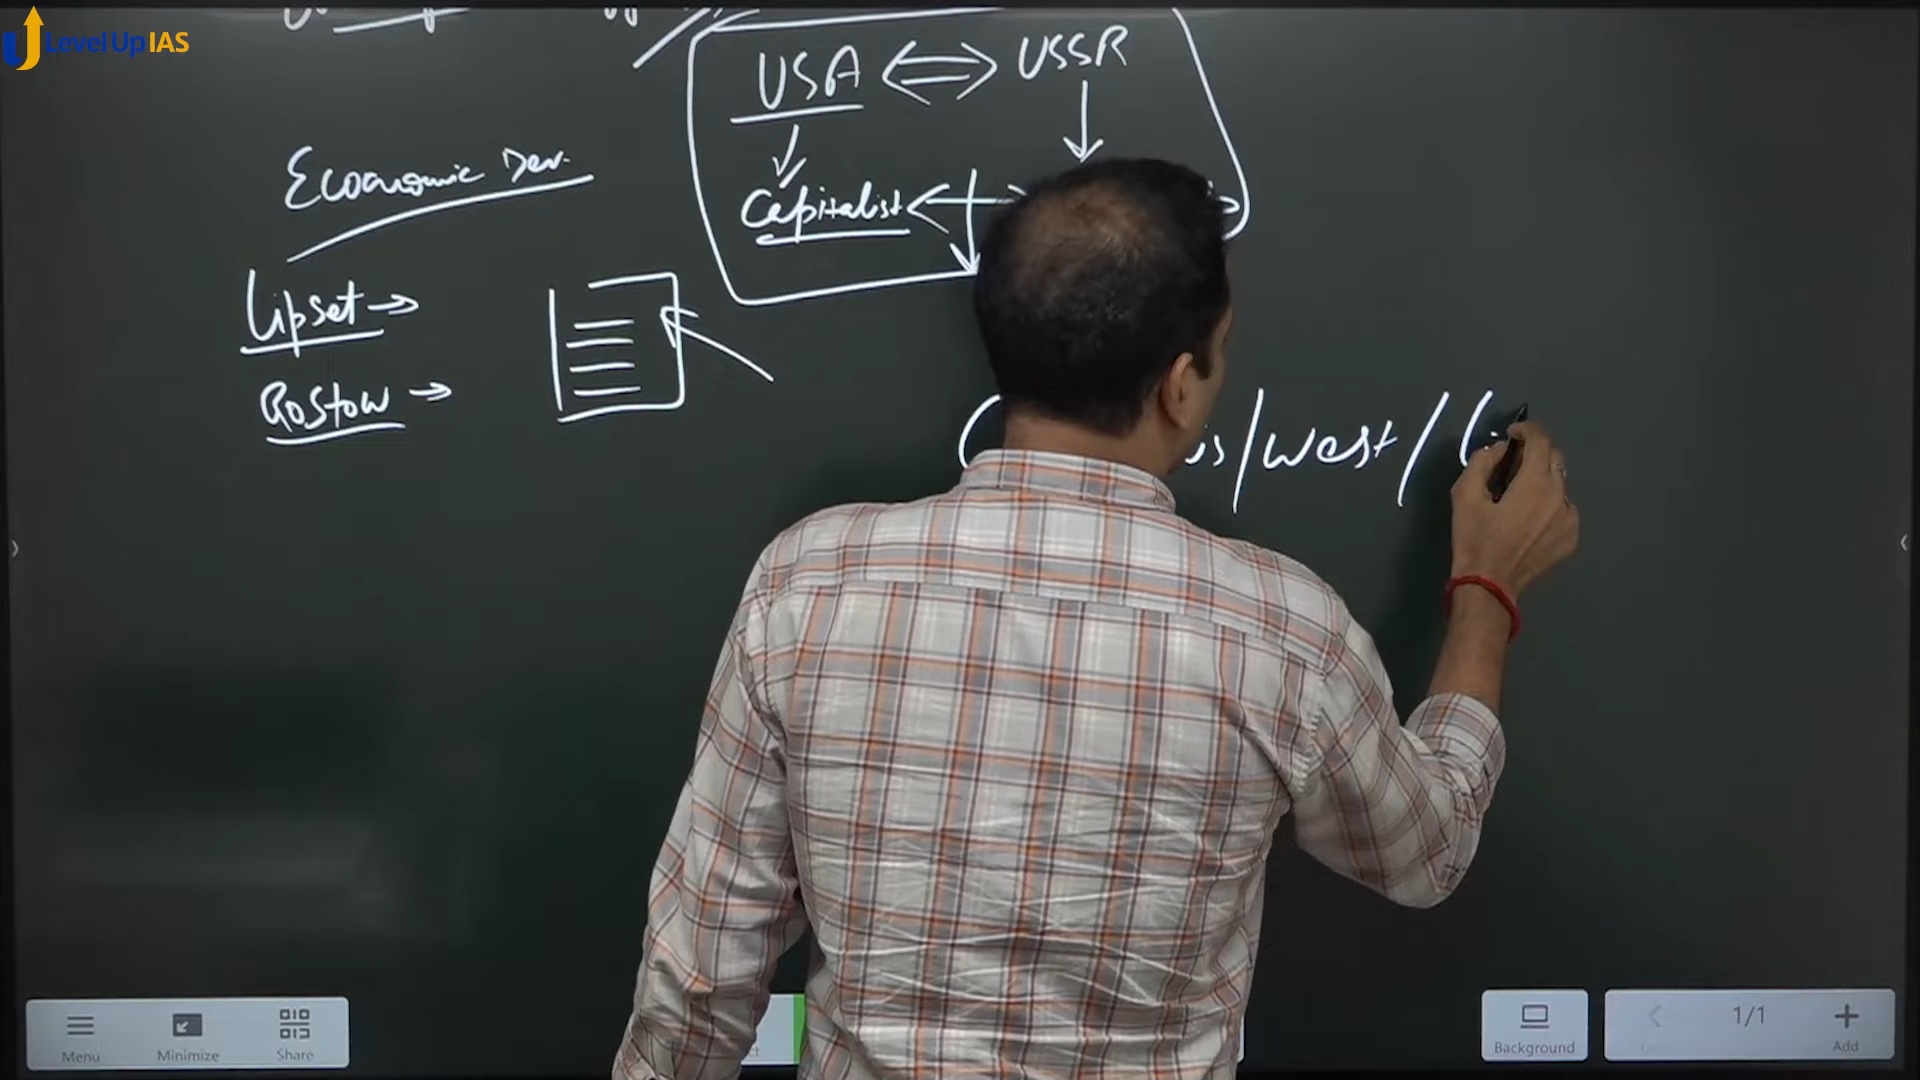 Level Up IAS
USA USSR
Economic Dev.
Capitalist
Lipset →
Rostow →
/West/
Menu Minimize Share
Background 1/1 Add